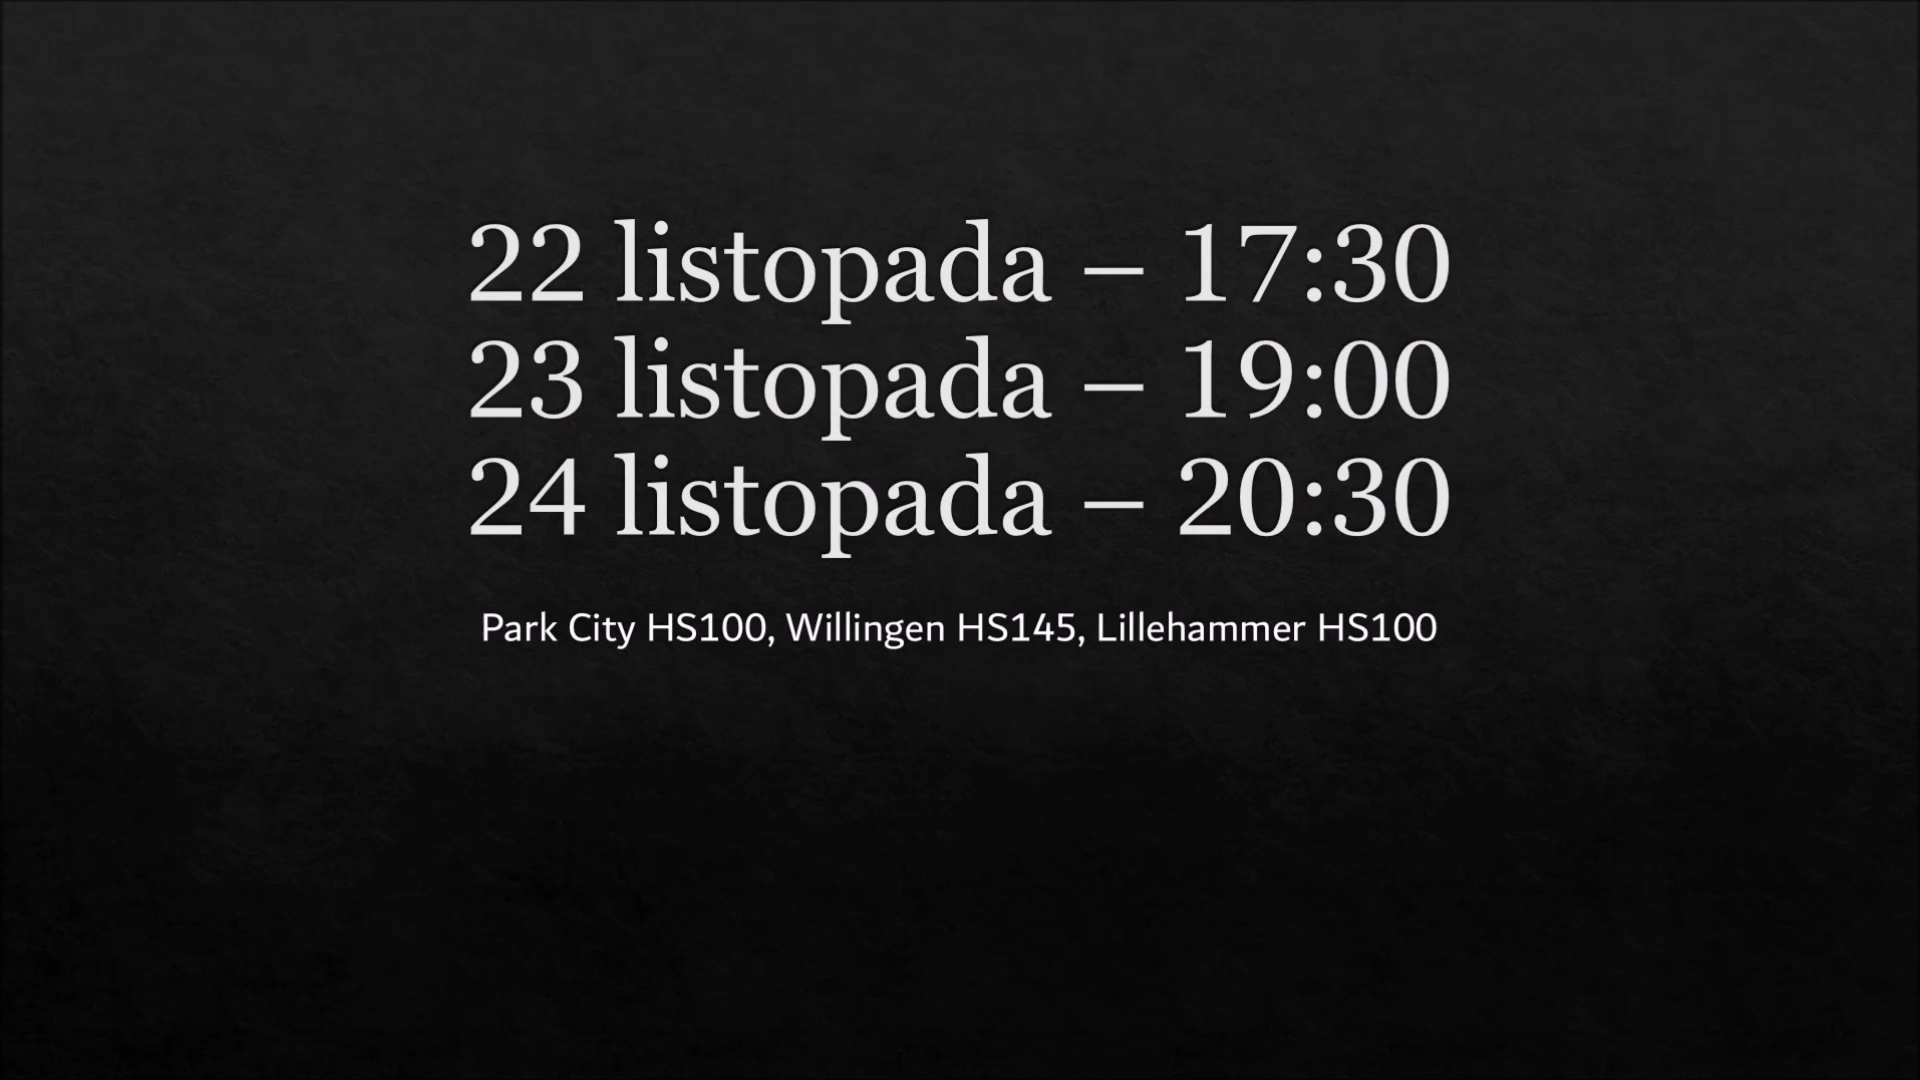 22 listopada – 17:30
23 listopada – 19:00
24 listopada – 20:30
Park City HS100, Willingen HS145, Lillehammer HS100